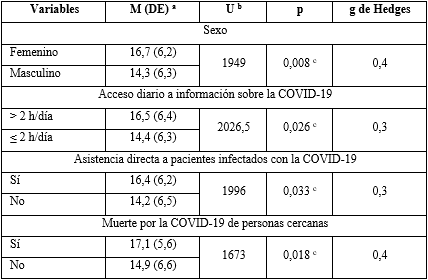 Variables M (DE) ª U ᵇ p g de Hedges
Sexo
Femenino 16,7 (6,2) 1949 0,008 ᶜ 0,4
Masculino 14,3 (6,3)
Acceso diario a información sobre la COVID-19
> 2 h/día 16,5 (6,4) 2026,5 0,026 ᶜ 0,3
≤ 2 h/día 14,4 (6,3)
Asistencia directa a pacientes infectados con la COVID-19
Sí 16,4 (6,2) 1996 0,033 ᶜ 0,3
No 14,2 (6,5)
Muerte por la COVID-19 de personas cercanas
Sí 17,1 (5,6) 1673 0,018 ᶜ 0,4
No 14,9 (6,6)